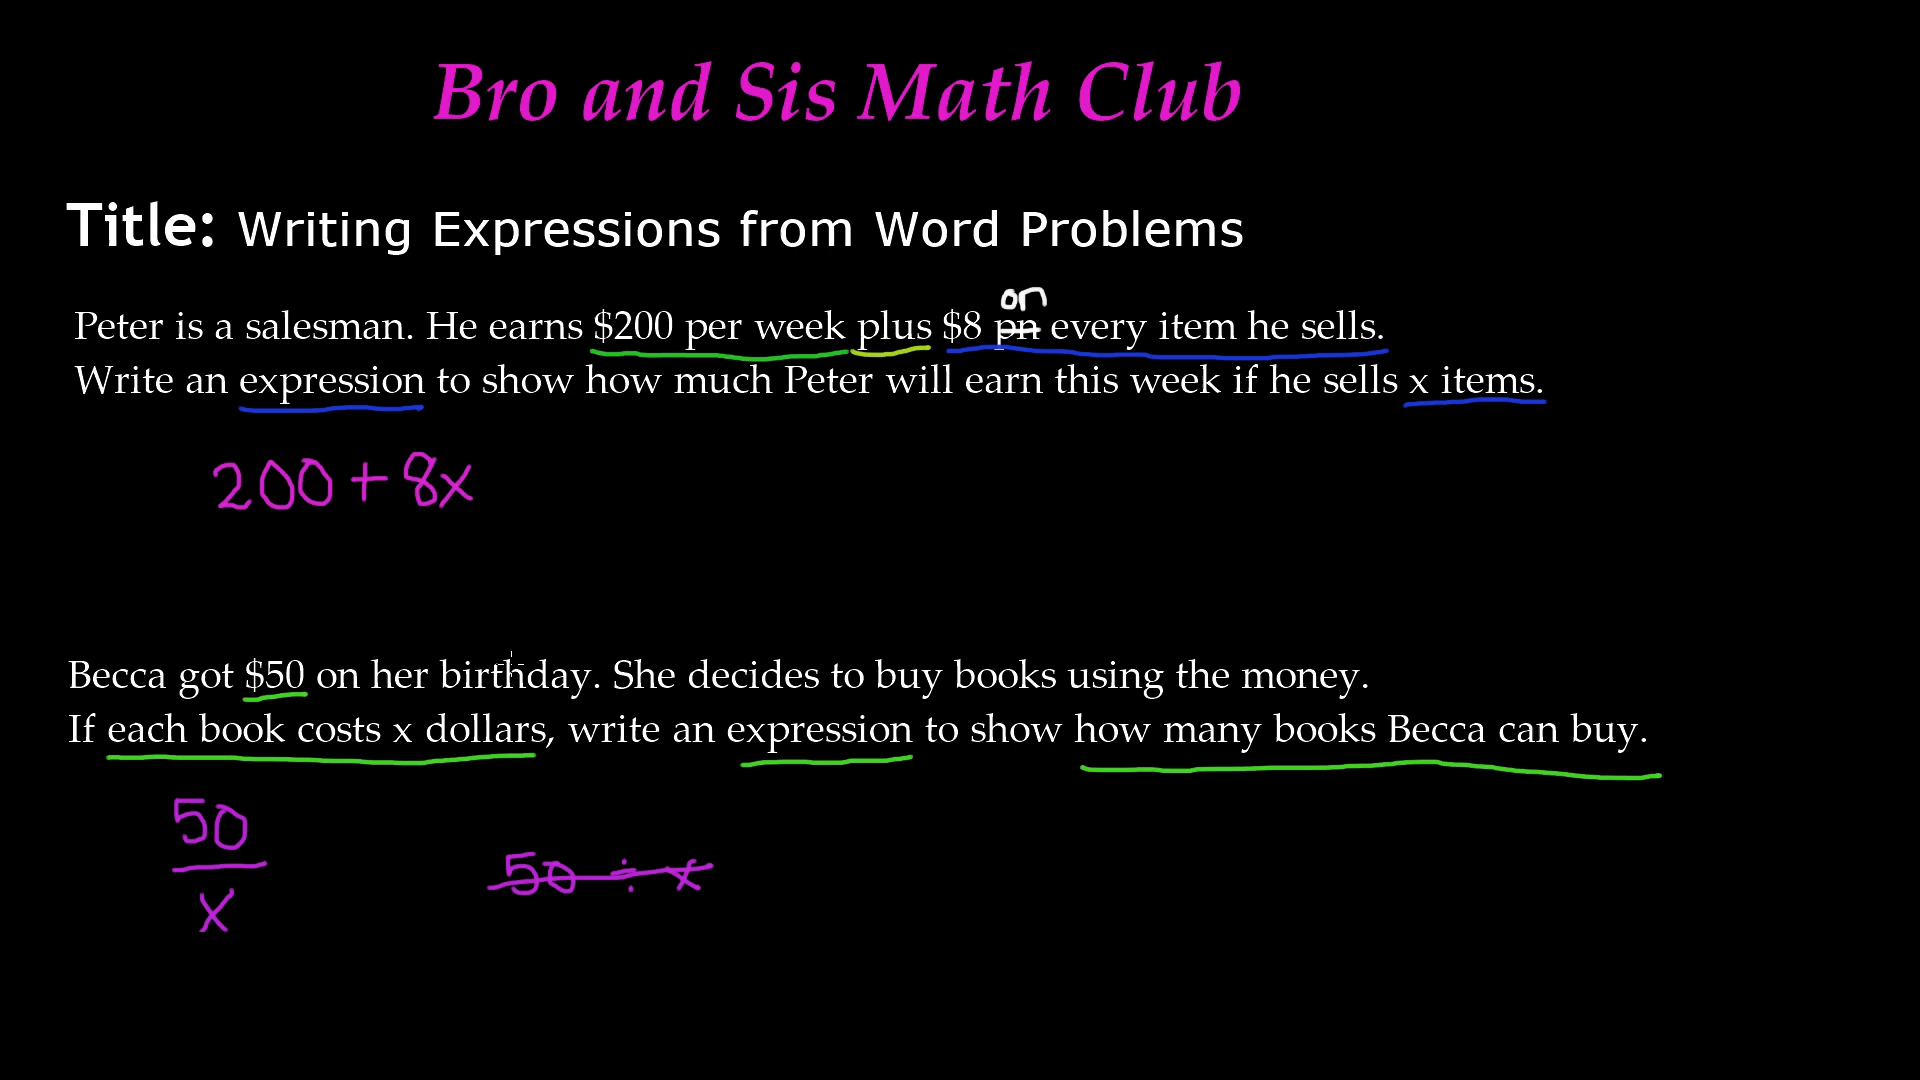 Bro and Sis Math Club
Title: Writing Expressions from Word Problems
on
Peter is a salesman. He earns $200 per week plus $8 pn every item he sells.
Write an expression to show how much Peter will earn this week if he sells x items.
200 + 8x
Becca got $50 on her birthday. She decides to buy books using the money.
If each book costs x dollars, write an expression to show how many books Becca can buy.
50
x
50 ÷ x